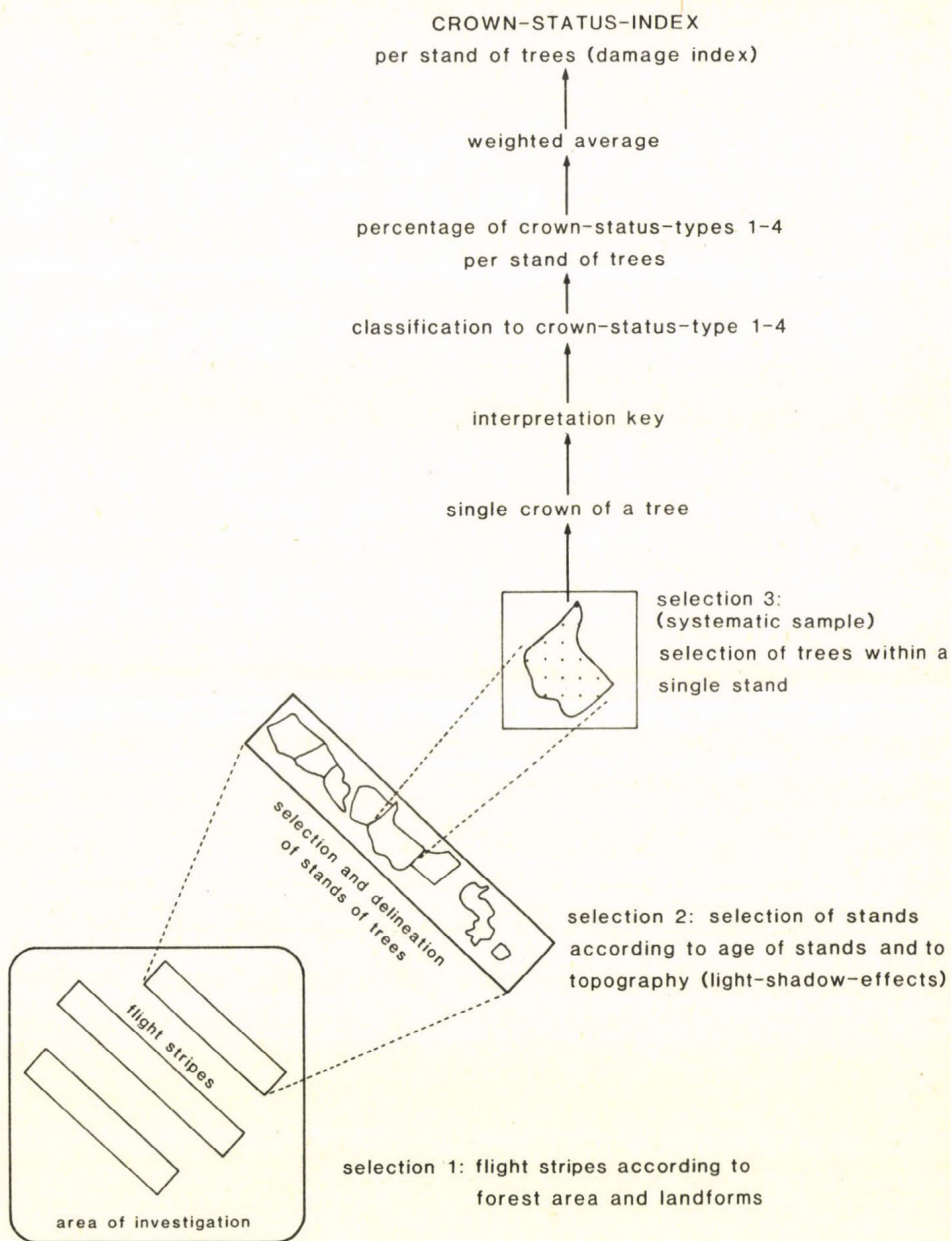 CROWN-STATUS-INDEX
per stand of trees (damage index)
weighted average
percentage of crown-status-types 1-4
per stand of trees
classification to crown-status-type 1-4
interpretation key
single crown of a tree
selection 3:
(systematic sample)
selection of trees within a
single stand
selection and delineation
of stands of trees
selection 2: selection of stands
according to age of stands and to
topography (light-shadow-effects)
flight stripes
selection 1: flight stripes according to
forest area and landforms
area of investigation